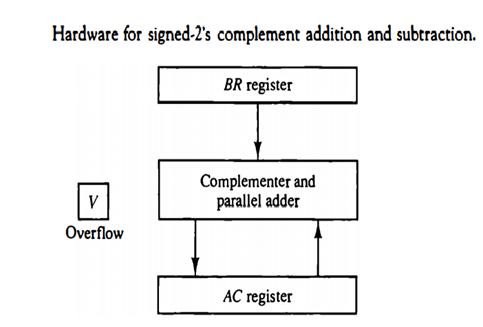 Hardware for signed-2's complement addition and subtraction.
BR register
Complementer and
parallel adder
V
Overflow
AC register